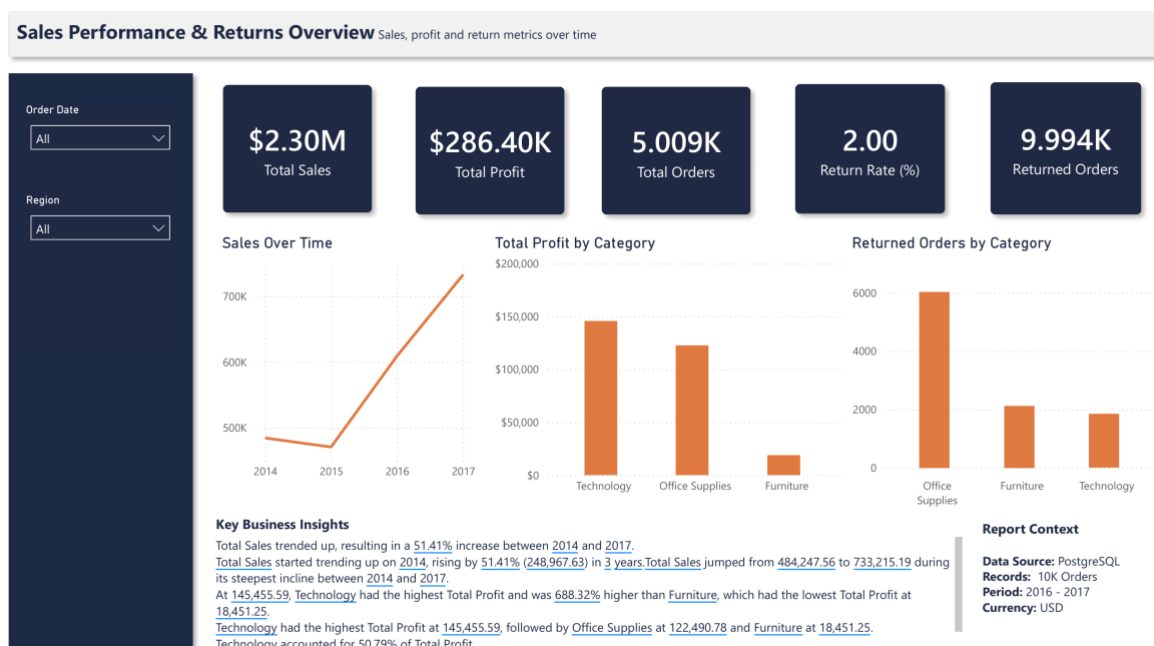 Sales Performance & Returns Overview Sales, profit and return metrics over time
Order Date
All
Region
All
$2.30M
Total Sales
$286.40K
Total Profit
5.009K
Total Orders
2.00
Return Rate (%)
9.994K
Returned Orders
Sales Over Time
700K
600K
500K
2014 2015 2016 2017
Total Profit by Category
$200,000
$150,000
$100,000
$50,000
$0
Technology Office Supplies Furniture
Returned Orders by Category
6000
4000
2000
0
Office
Supplies
Furniture
Technology
Key Business Insights
Total Sales trended up, resulting in a 51.41% increase between 2014 and 2017.
Total Sales started trending up on 2014, rising by 51.41% (248,967.63) in 3 years.Total Sales jumped from 484,247.56 to 733,215.19 during
its steepest incline between 2014 and 2017.
At 145,455.59, Technology had the highest Total Profit and was 688.32% higher than Furniture, which had the lowest Total Profit at
18,451.25.
Technology had the highest Total Profit at 145,455.59, followed by Office Supplies at 122,490.78 and Furniture at 18,451.25.
Technology accounted for 50.79% of Total Profit.
Report Context
Data Source: PostgreSQL
Records: 10K Orders
Period: 2016 - 2017
Currency: USD